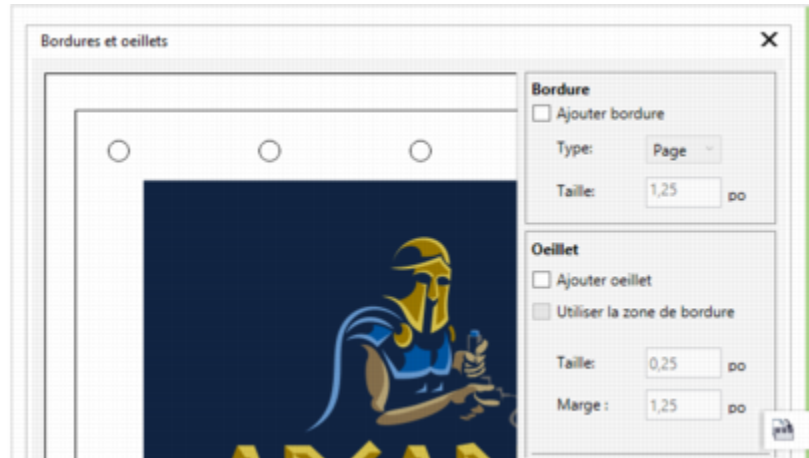 Bordures et oeillets
Bordure
Ajouter bordure
Type: Page
Taille: 1,25 po
Oeillet
Ajouter oeillet
Utiliser la zone de bordure
Taille: 0,25 po
Marge : 1,25 po